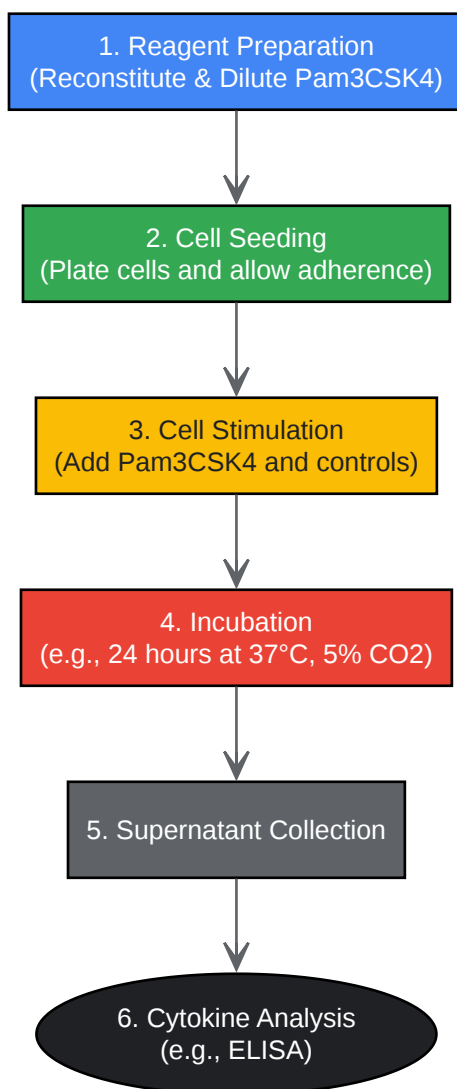 1. Reagent Preparation
(Reconstitute & Dilute Pam3CSK4)
2. Cell Seeding
(Plate cells and allow adherence)
3. Cell Stimulation
(Add Pam3CSK4 and controls)
4. Incubation
(e.g., 24 hours at 37°C, 5% CO2)
5. Supernatant Collection
6. Cytokine Analysis
(e.g., ELISA)